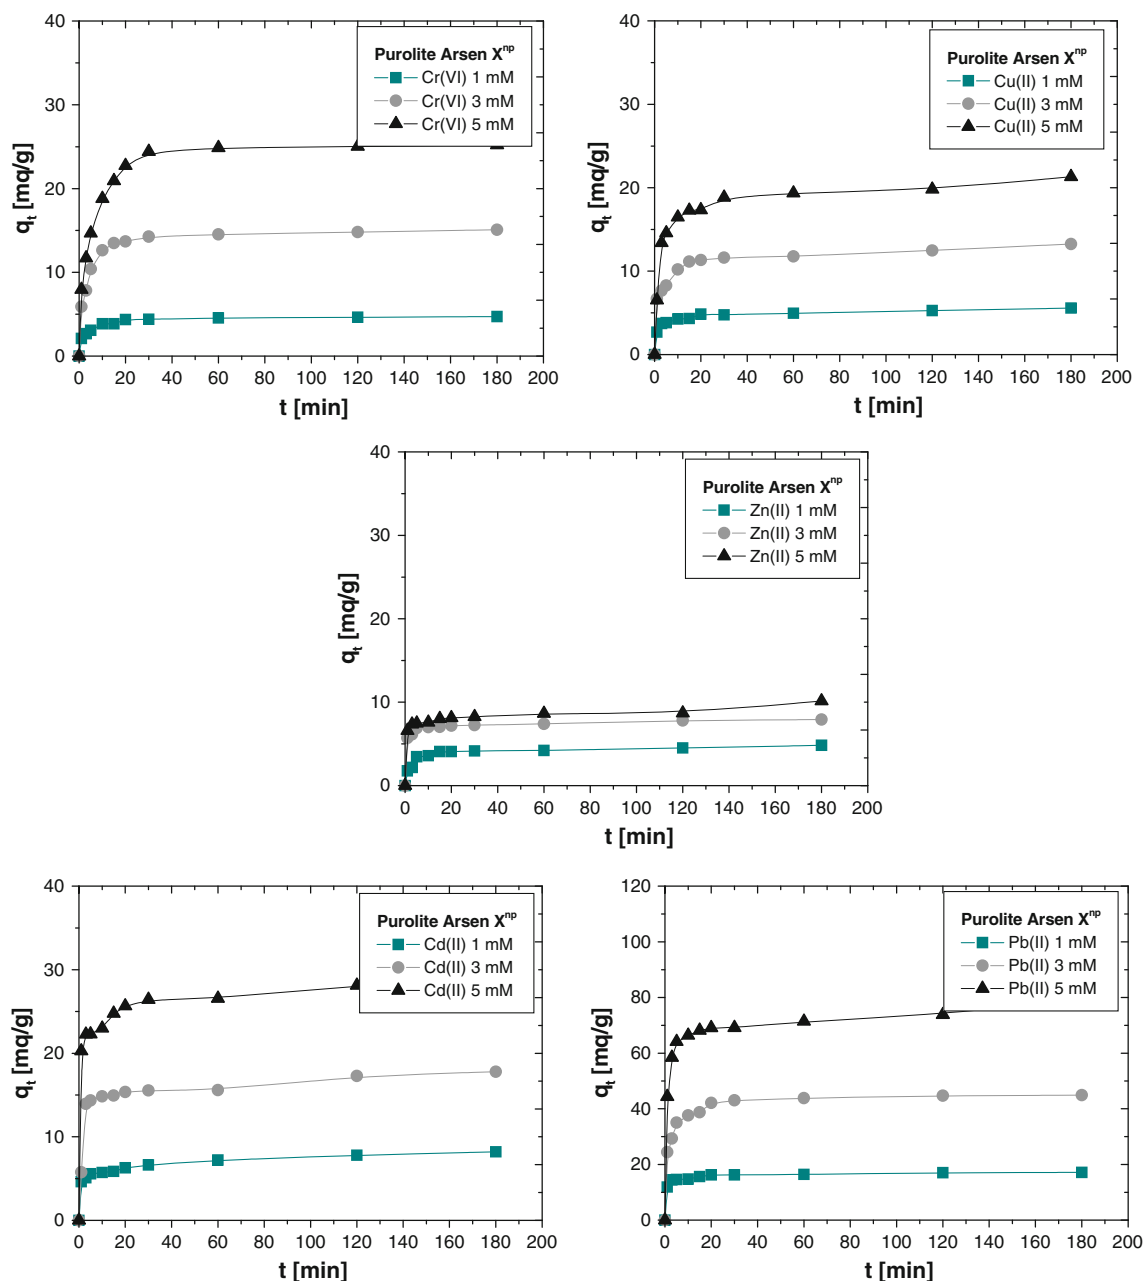 40
30
20
10
0
0 20 40 60 80 100 120 140 160 180 200
q_t [mq/g]
t [min]
Purolite Arsen X^np
Cr(VI) 1 mM
Cr(VI) 3 mM
Cr(VI) 5 mM
40
30
20
10
0
0 20 40 60 80 100 120 140 160 180 200
q_t [mq/g]
t [min]
Purolite Arsen X^np
Cu(II) 1 mM
Cu(II) 3 mM
Cu(II) 5 mM
40
30
20
10
0
0 20 40 60 80 100 120 140 160 180 200
q_t [mq/g]
t [min]
Purolite Arsen X^np
Zn(II) 1 mM
Zn(II) 3 mM
Zn(II) 5 mM
40
30
20
10
0
0 20 40 60 80 100 120 140 160 180 200
q_t [mq/g]
t [min]
Purolite Arsen X^np
Cd(II) 1 mM
Cd(II) 3 mM
Cd(II) 5 mM
120
100
80
60
40
20
0
0 20 40 60 80 100 120 140 160 180 200
q_t [mq/g]
t [min]
Purolite Arsen X^np
Pb(II) 1 mM
Pb(II) 3 mM
Pb(II) 5 mM